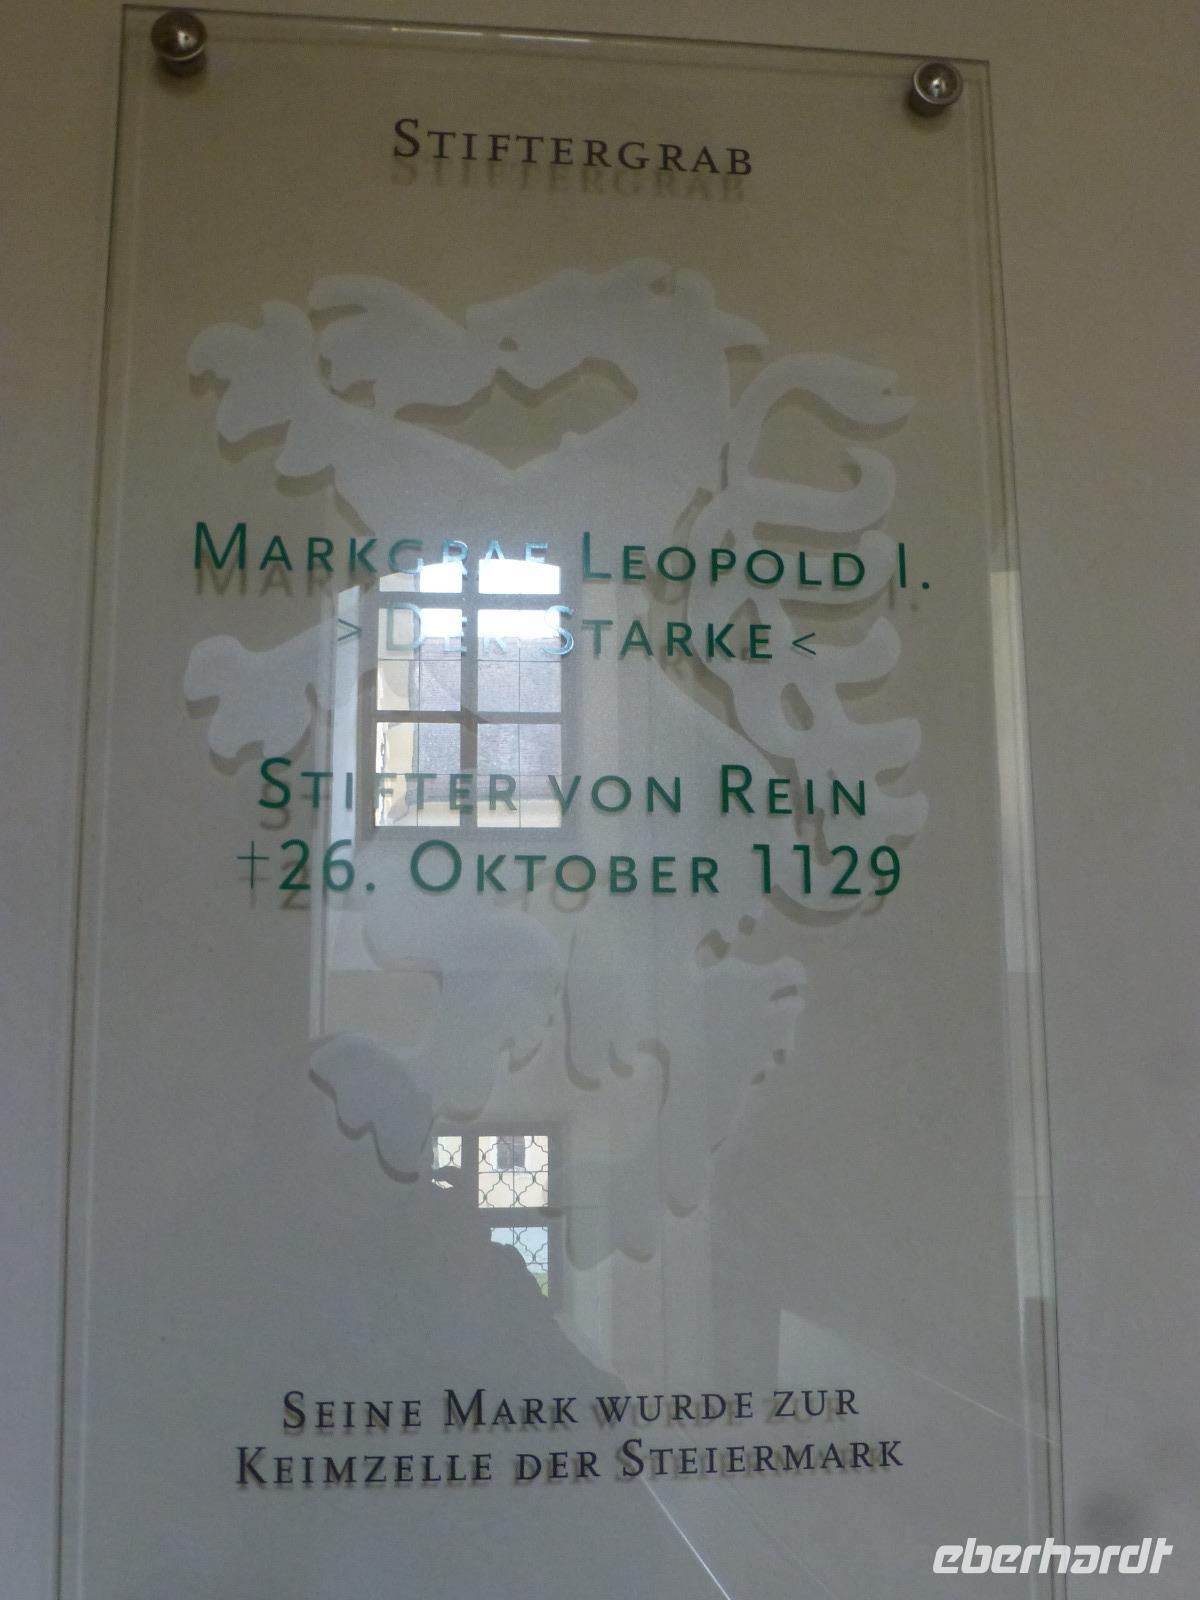 STIFTERGRAB
MARKGRAF LEOPOLD I.
> DER STARKE <
STIFTER VON REIN
†26. OKTOBER 1129
SEINE MARK WURDE ZUR
KEIMZELLE DER STEIERMARK
eberhardt